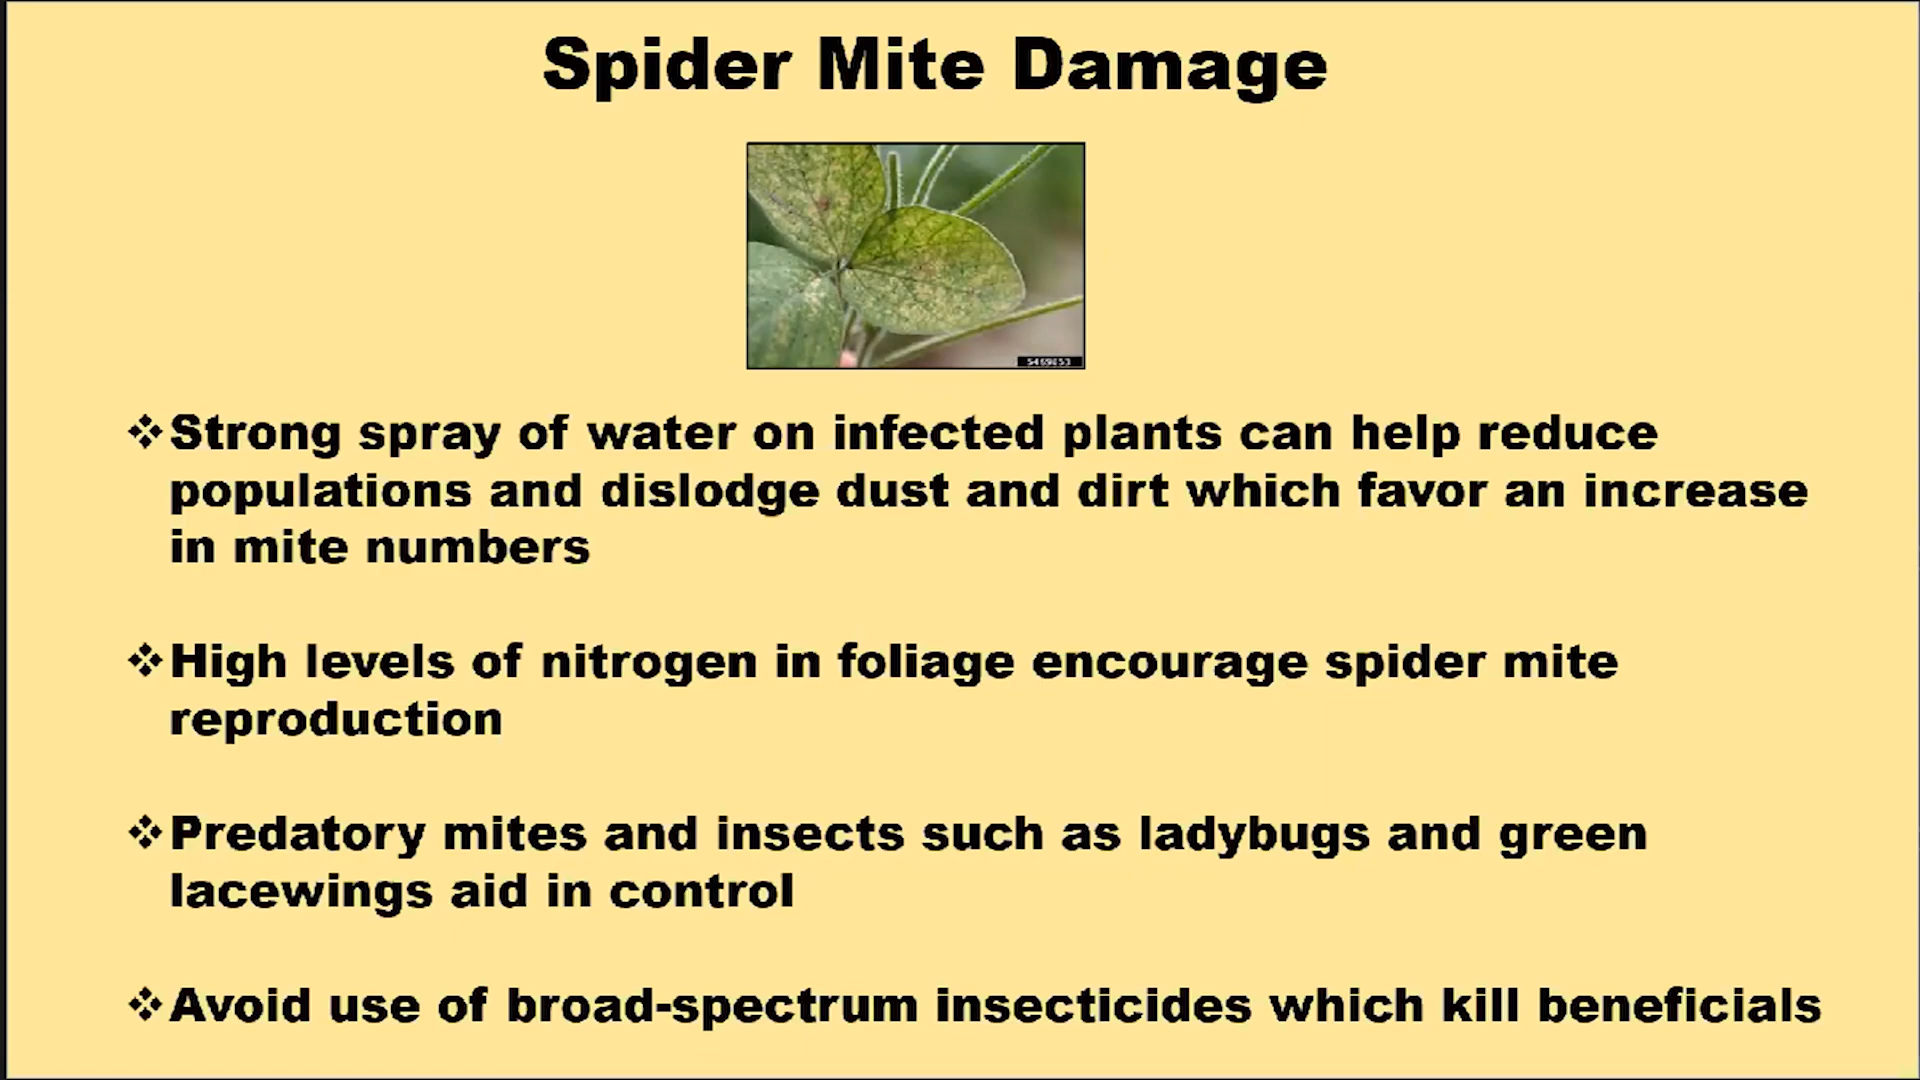 Spider Mite Damage
❖Strong spray of water on infected plants can help reduce
populations and dislodge dust and dirt which favor an increase
in mite numbers
❖High levels of nitrogen in foliage encourage spider mite
reproduction
❖Predatory mites and insects such as ladybugs and green
lacewings aid in control
❖Avoid use of broad-spectrum insecticides which kill beneficials